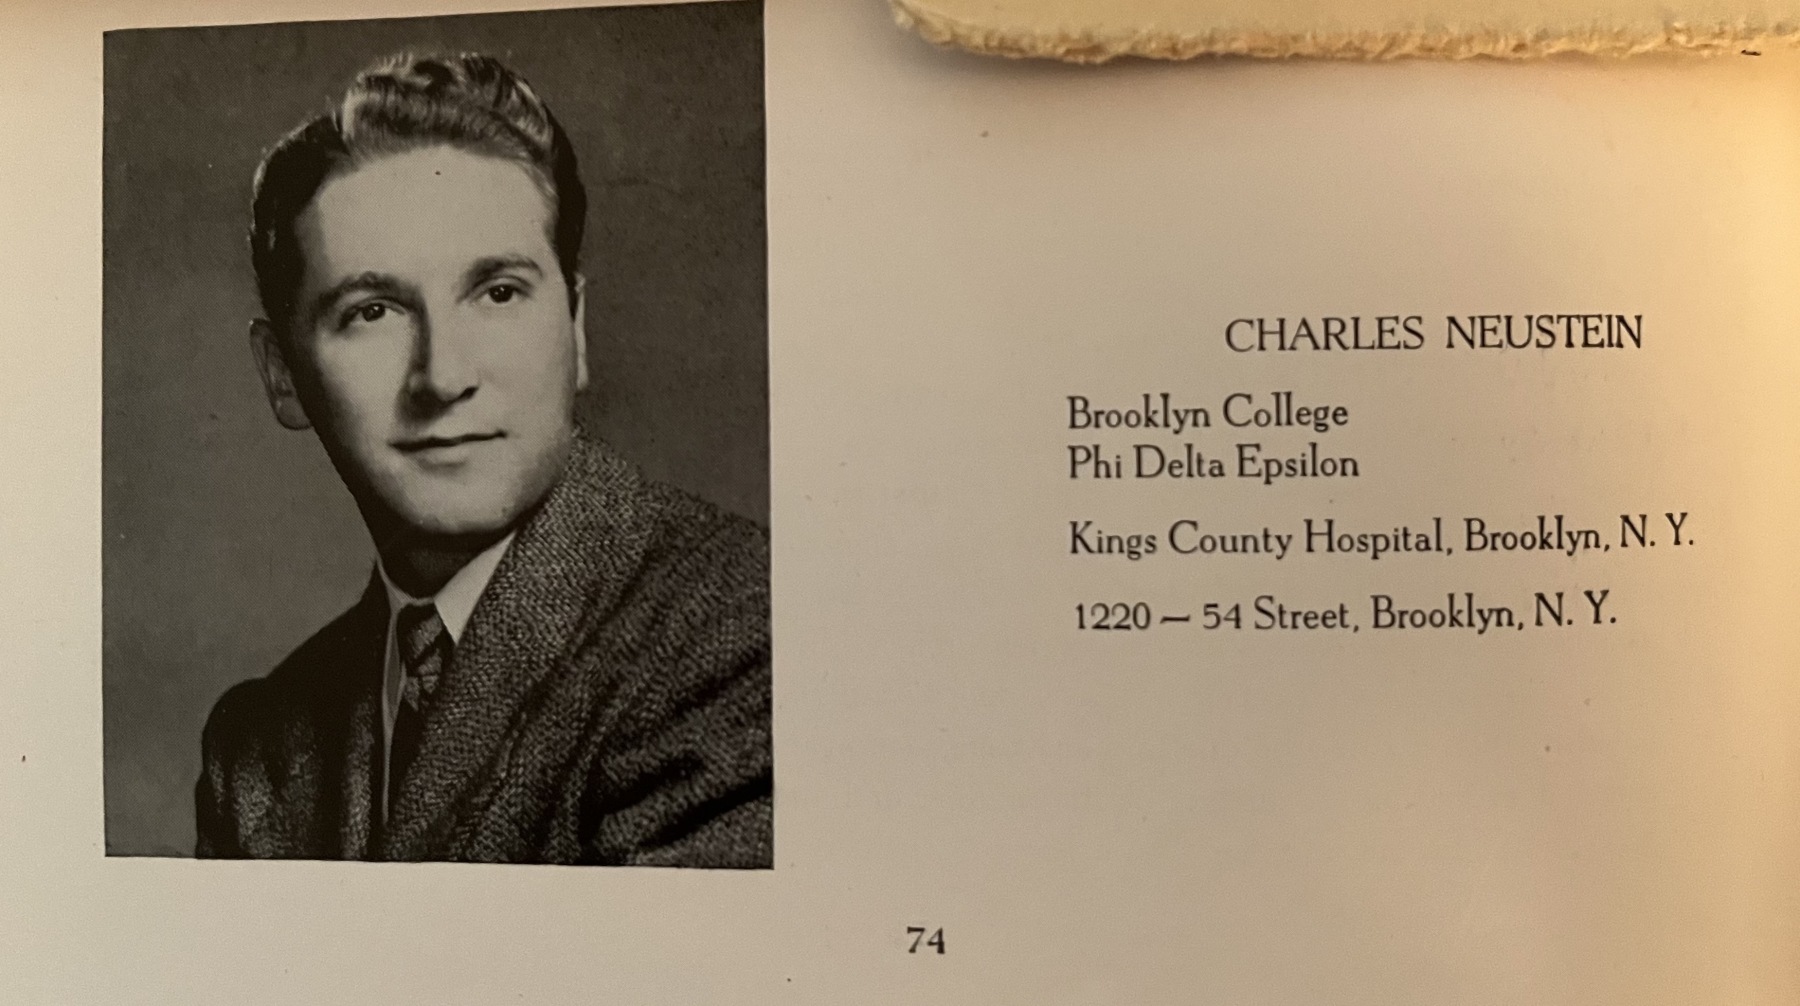 CHARLES NEUSTEIN
Brooklyn College
Phi Delta Epsilon
Kings County Hospital, Brooklyn, N. Y.
1220 — 54 Street, Brooklyn, N. Y.
74